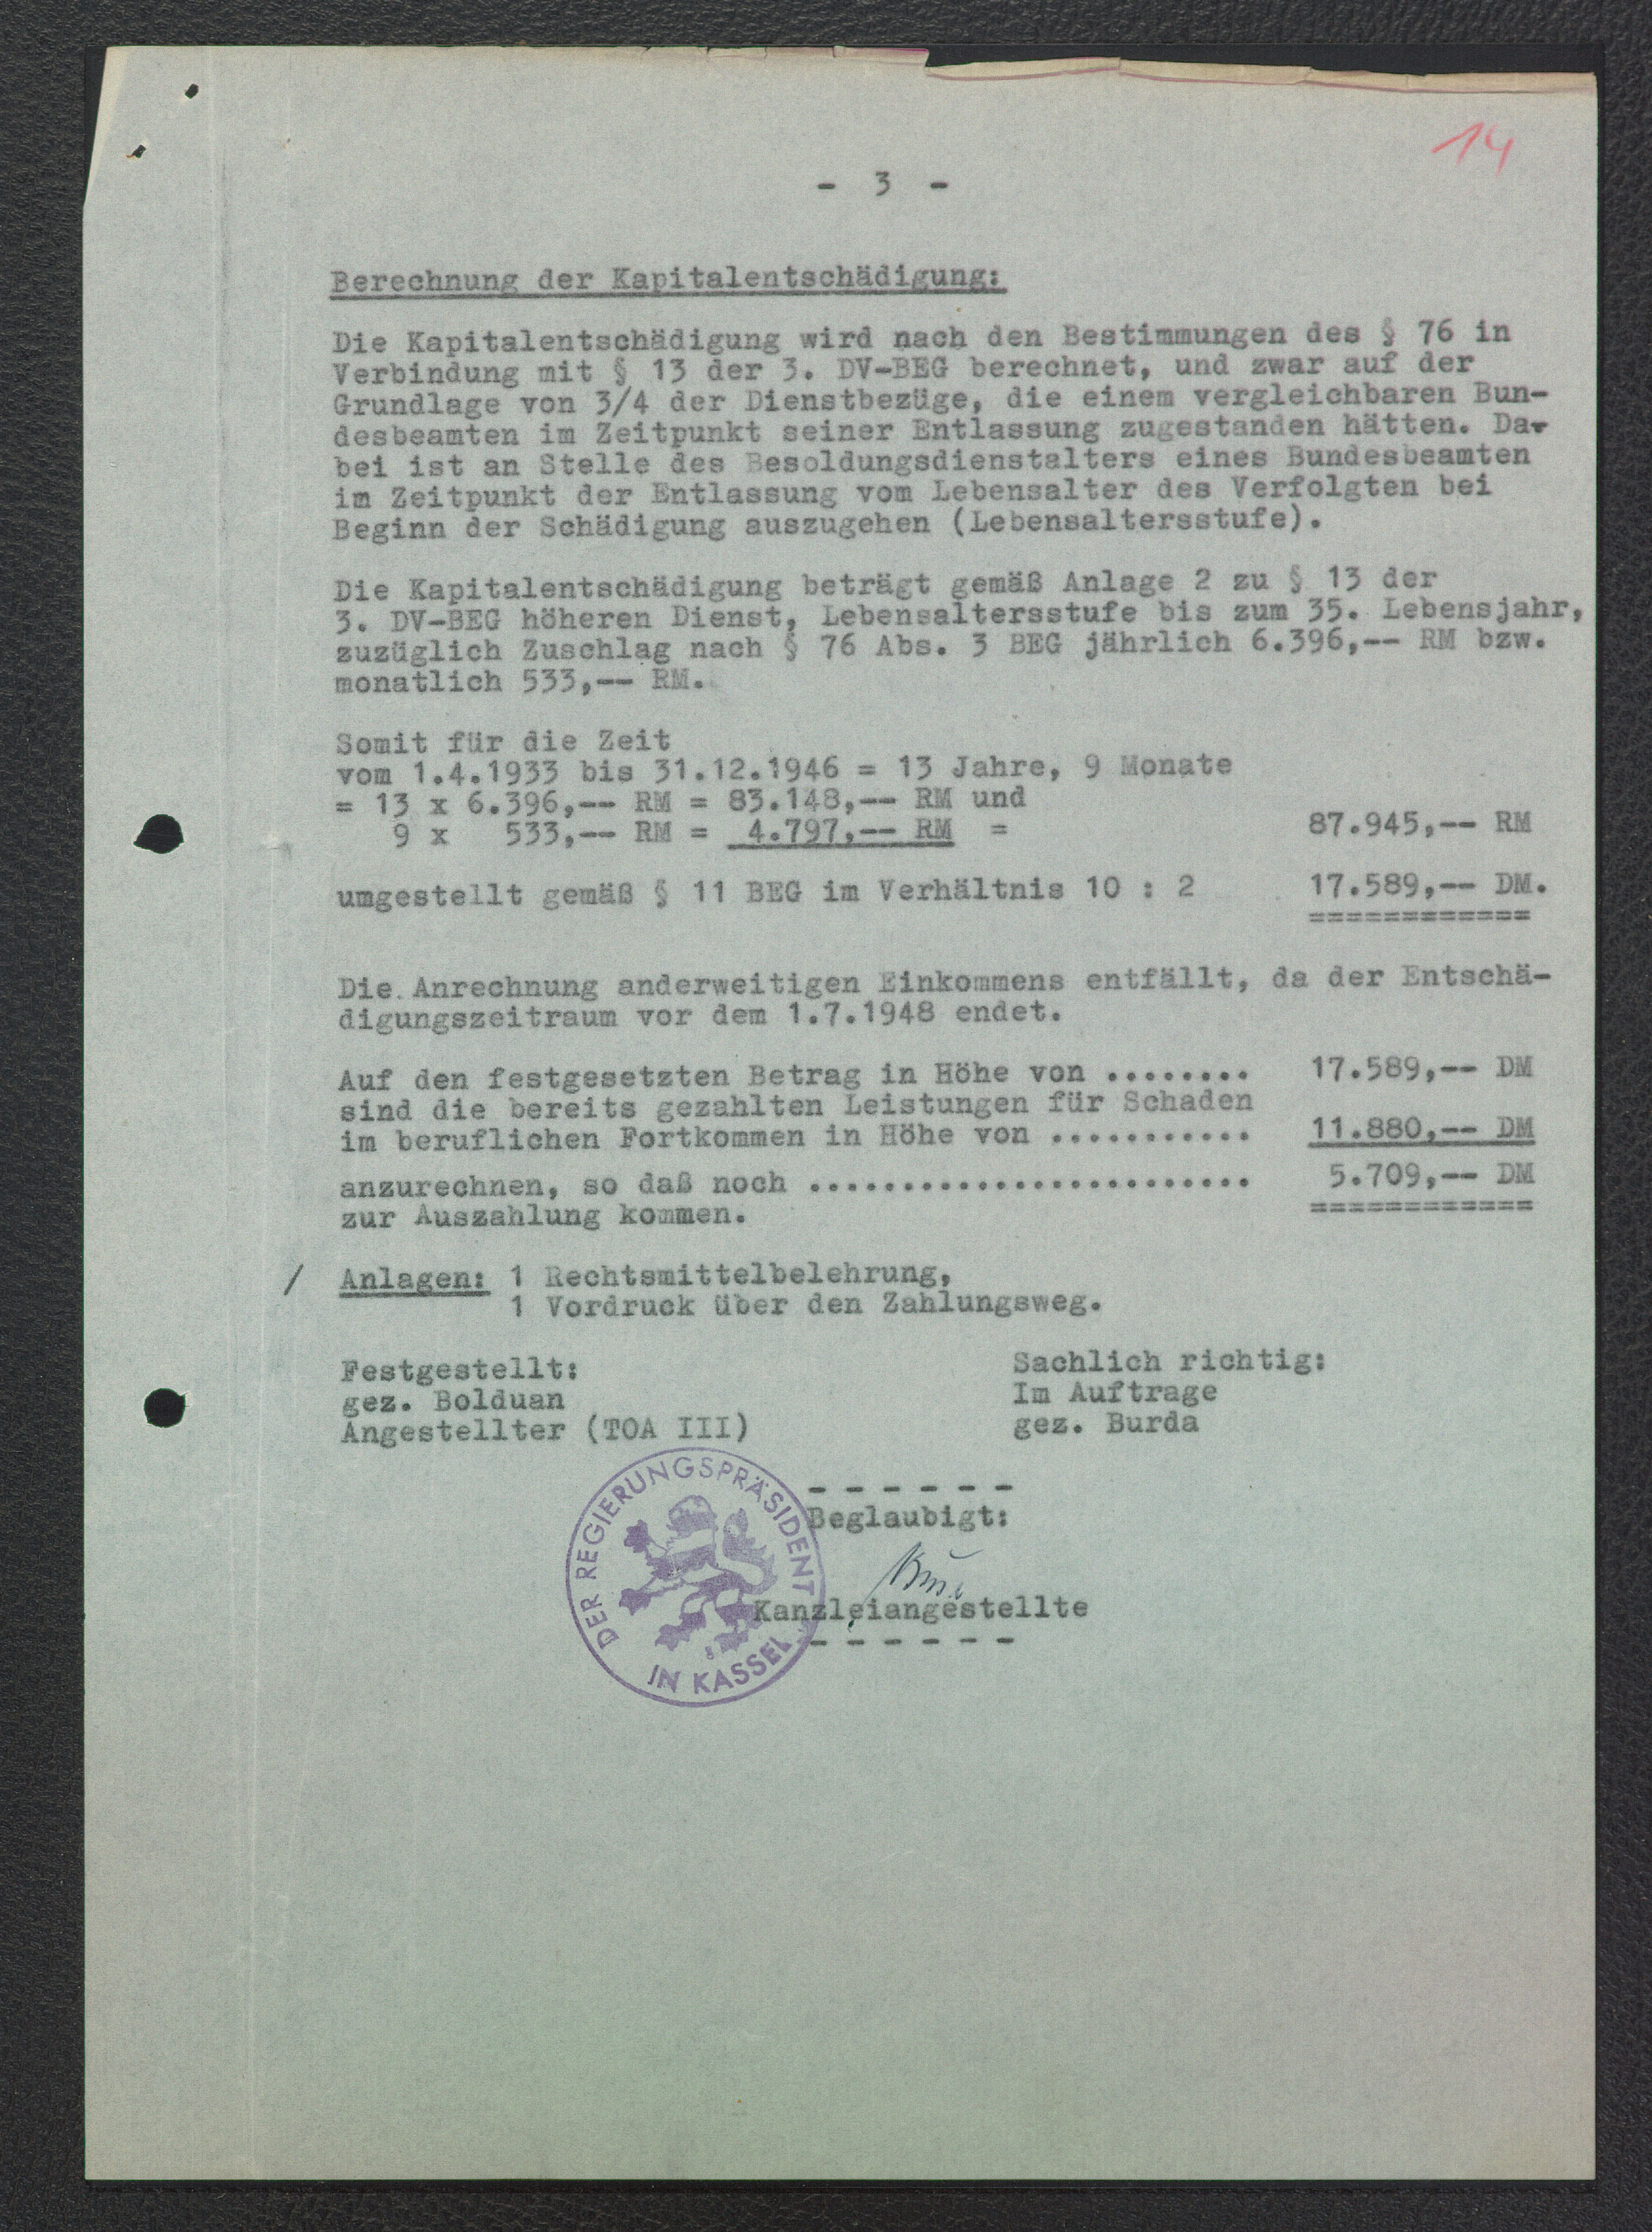 14
- 3 -
Berechnung der Kapitalentschädigung:
Die Kapitalentschädigung wird nach den Bestimmungen des § 76 in
Verbindung mit § 13 der 3. DV-BEG berechnet, und zwar auf der
Grundlage von 3/4 der Dienstbezüge, die einem vergleichbaren Bun-
desbeamten im Zeitpunkt seiner Entlassung zugestanden hätten. Da-
bei ist an Stelle des Besoldungsdienstalters eines Bundesbeamten
im Zeitpunkt der Entlassung vom Lebensalter des Verfolgten bei
Beginn der Schädigung auszugehen (Lebensaltersstufe).
Die Kapitalentschädigung beträgt gemäß Anlage 2 zu § 13 der
3. DV-BEG höheren Dienst, Lebensaltersstufe bis zum 35. Lebensjahr,
zuzüglich Zuschlag nach § 76 Abs. 3 BEG jährlich 6.396,-- RM bzw.
monatlich 533,-- RM.
Somit für die Zeit
vom 1.4.1933 bis 31.12.1946 = 13 Jahre, 9 Monate
= 13 x 6.396,-- RM = 83.148,-- RM und
9 x 533,-- RM = 4.797,-- RM = 87.945,-- RM
umgestellt gemäß § 11 BEG im Verhältnis 10 : 2 17.589,-- DM.
============
Die Anrechnung anderweitigen Einkommens entfällt, da der Entschä-
digungszeitraum vor dem 1.7.1948 endet.
Auf den festgesetzten Betrag in Höhe von ........ 17.589,-- DM
sind die bereits gezahlten Leistungen für Schaden
im beruflichen Fortkommen in Höhe von ........... 11.880,-- DM
anzurechnen, so daß noch ........................ 5.709,-- DM
zur Auszahlung kommen. ============
/ Anlagen: 1 Rechtsmittelbelehrung,
1 Vordruck über den Zahlungsweg.
Festgestellt: Sachlich richtig:
gez. Bolduan Im Auftrage
Angestellter (TOA III) gez. Burda
- - - - - -
Beglaubigt:
Kanzleiangestellte
- - - - - -
DER REGIERUNGSPRÄSIDENT
IN KASSEL